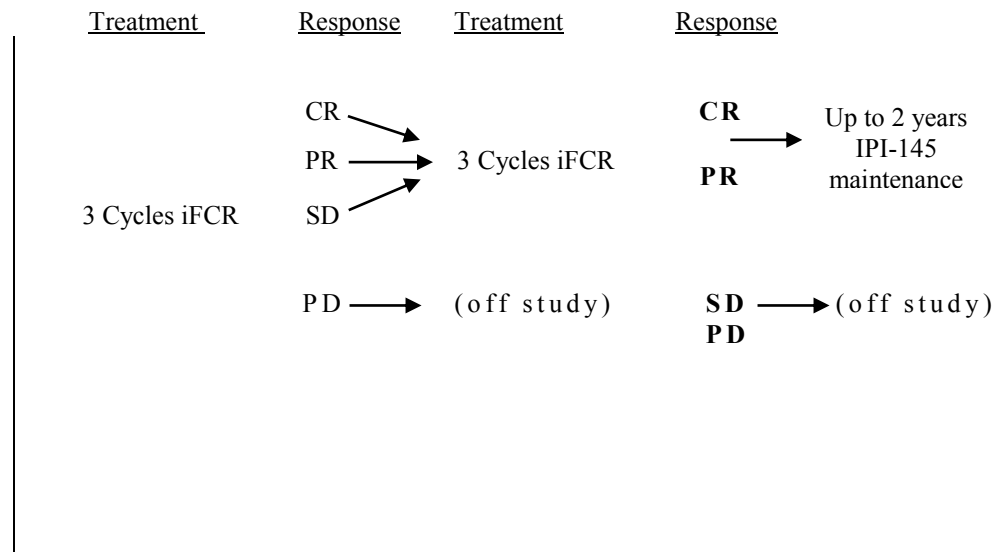 Treatment Response Treatment Response
CR
PR
SD
3 Cycles iFCR
3 Cycles iFCR
CR
PR
Up to 2 years
IPI-145
maintenance
PD
(off study)
SD
PD
(off study)